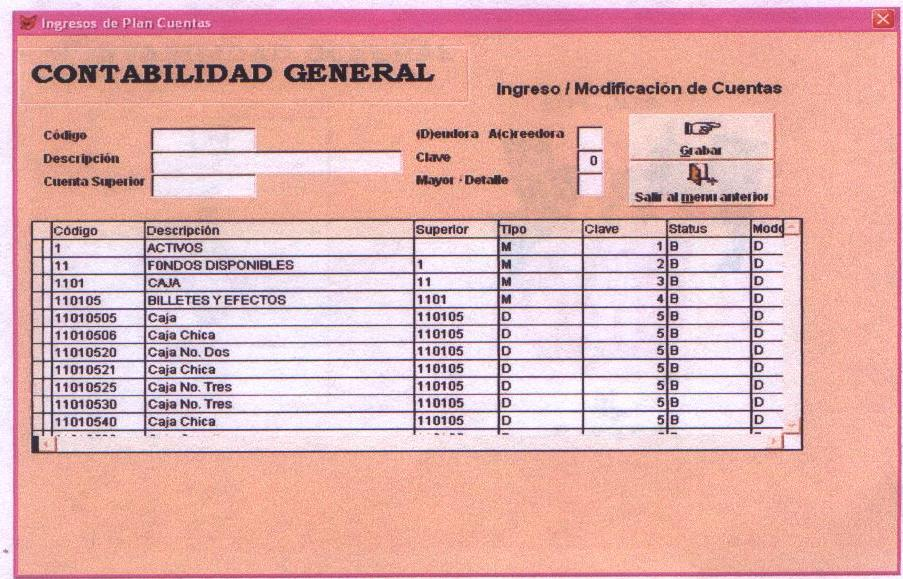 Ingresos de Plan Cuentas
CONTABILIDAD GENERAL
Ingreso / Modificación de Cuentas
Código
Descripción
Cuenta Superior
(D)eudora A(c)reedora
Clave 0
Mayor - Detalle
Grabar
Salir al menu anterior
Código Descripción Superior Tipo Clave Status Modo
1 ACTIVOS M 1 B D
11 FONDOS DISPONIBLES 1 M 2 B D
1101 CAJA 11 M 3 B D
110105 BILLETES Y EFECTOS 1101 M 4 B D
11010505 Caja 110105 D 5 B D
11010506 Caja Chica 110105 D 5 B D
11010520 Caja No. Dos 110105 D 5 B D
11010521 Caja Chica 110105 D 5 B D
11010525 Caja No. Tres 110105 D 5 B D
11010530 Caja No. Tres 110105 D 5 B D
11010540 Caja Chica 110105 D 5 B D